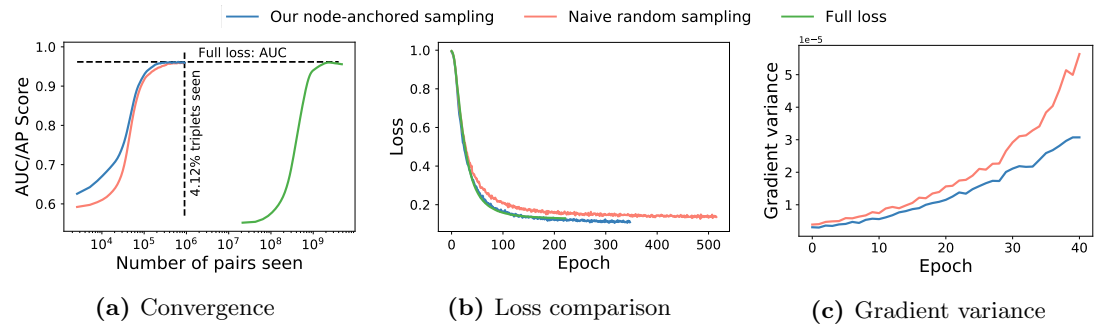 Our node-anchored sampling Naive random sampling Full loss
AUC/AP Score
1.0
0.9
0.8
0.7
0.6
Full loss: AUC
4.12% triplets seen
10^4 10^5 10^6 10^7 10^8 10^9
Number of pairs seen
(a) Convergence
Loss
1.0
0.8
0.6
0.4
0.2
0 100 200 300 400 500
Epoch
(b) Loss comparison
1e−5
Gradient variance
5
4
3
2
1
0 10 20 30 40
Epoch
(c) Gradient variance